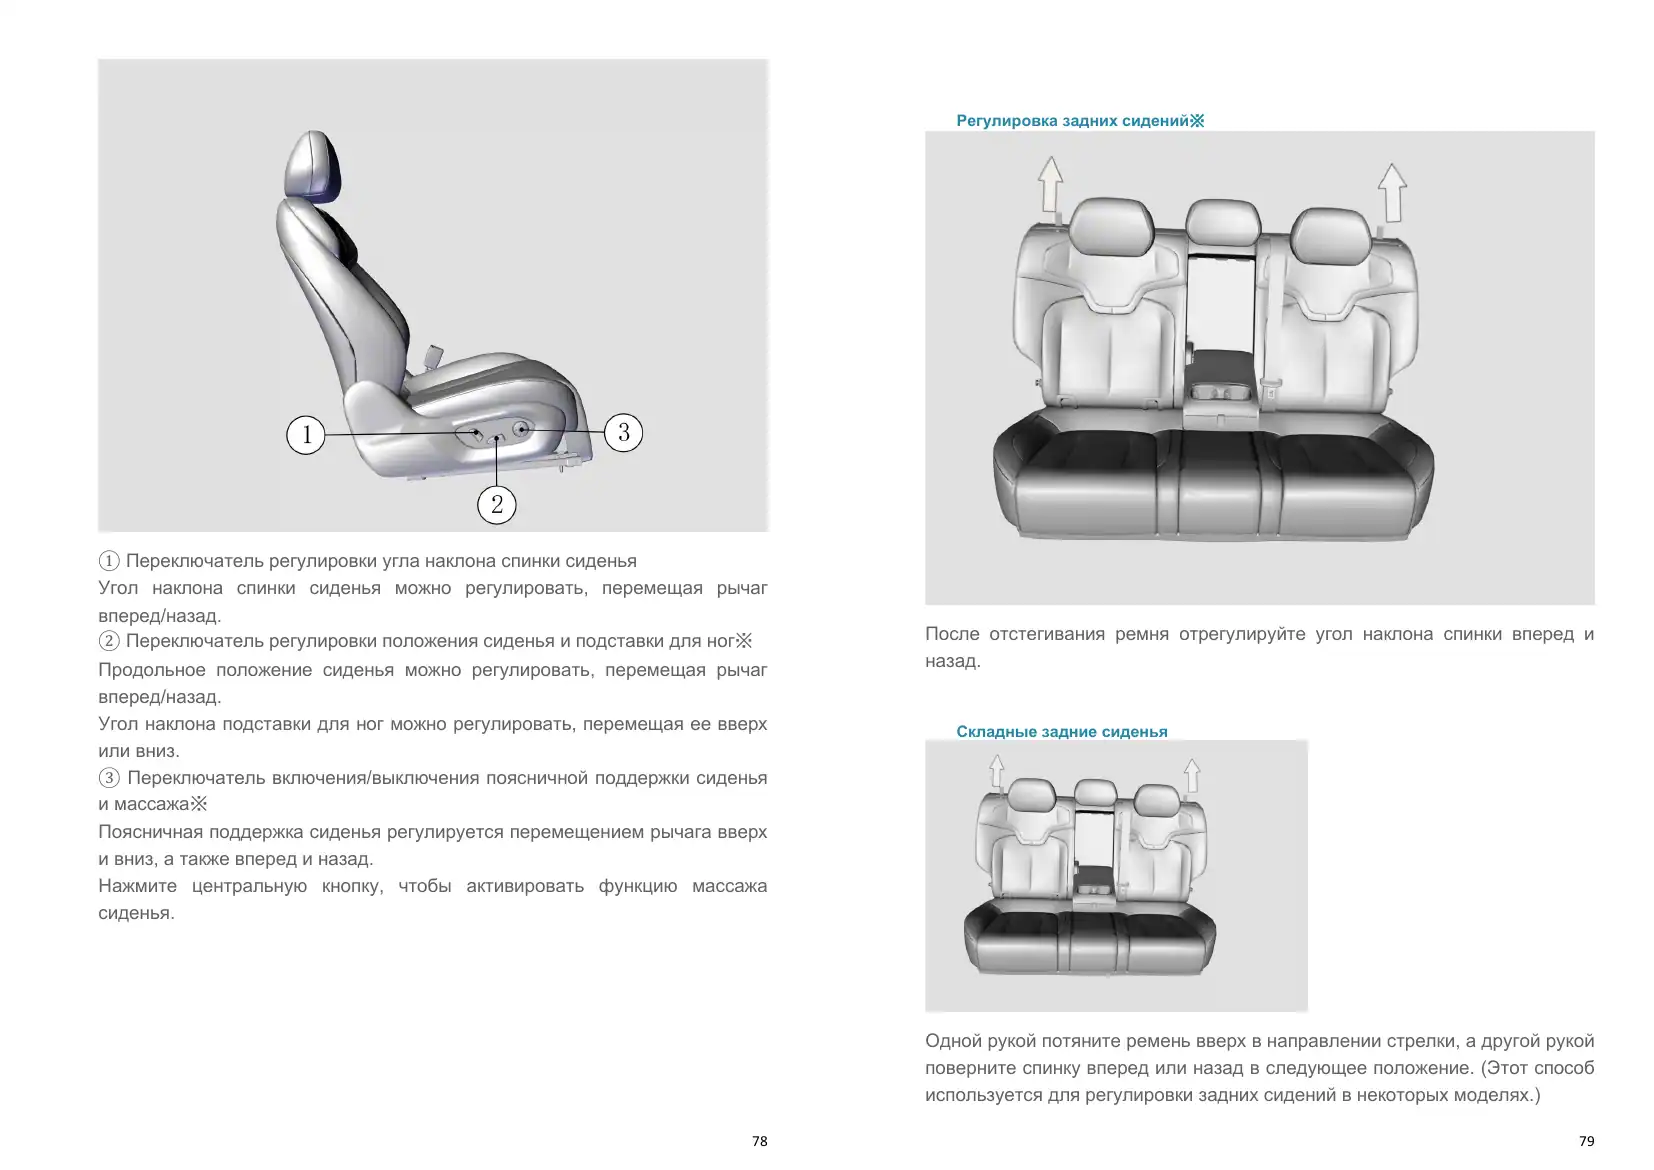 1
2
3
① Переключатель регулировки угла наклона спинки сиденья
Угол наклона спинки сиденья можно регулировать, перемещая рычаг
вперед/назад.
② Переключатель регулировки положения сиденья и подставки для ног※
Продольное положение сиденья можно регулировать, перемещая рычаг
вперед/назад.
Угол наклона подставки для ног можно регулировать, перемещая ее вверх
или вниз.
③ Переключатель включения/выключения поясничной поддержки сиденья
и массажа※
Поясничная поддержка сиденья регулируется перемещением рычага вверх
и вниз, а также вперед и назад.
Нажмите центральную кнопку, чтобы активировать функцию массажа
сиденья.
78
Регулировка задних сидений※
После отстегивания ремня отрегулируйте угол наклона спинки вперед и
назад.
Складные задние сиденья
Одной рукой потяните ремень вверх в направлении стрелки, а другой рукой
поверните спинку вперед или назад в следующее положение. (Этот способ
используется для регулировки задних сидений в некоторых моделях.)
79